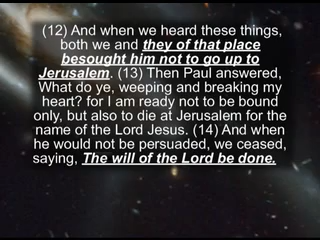 (12) And when we heard these things,
both we and they of that place
besought him not to go up to
Jerusalem. (13) Then Paul answered,
What do ye, weeping and breaking my
heart? for I am ready not to be bound
only, but also to die at Jerusalem for the
name of the Lord Jesus. (14) And when
he would not be persuaded, we ceased,
saying, The will of the Lord be done.